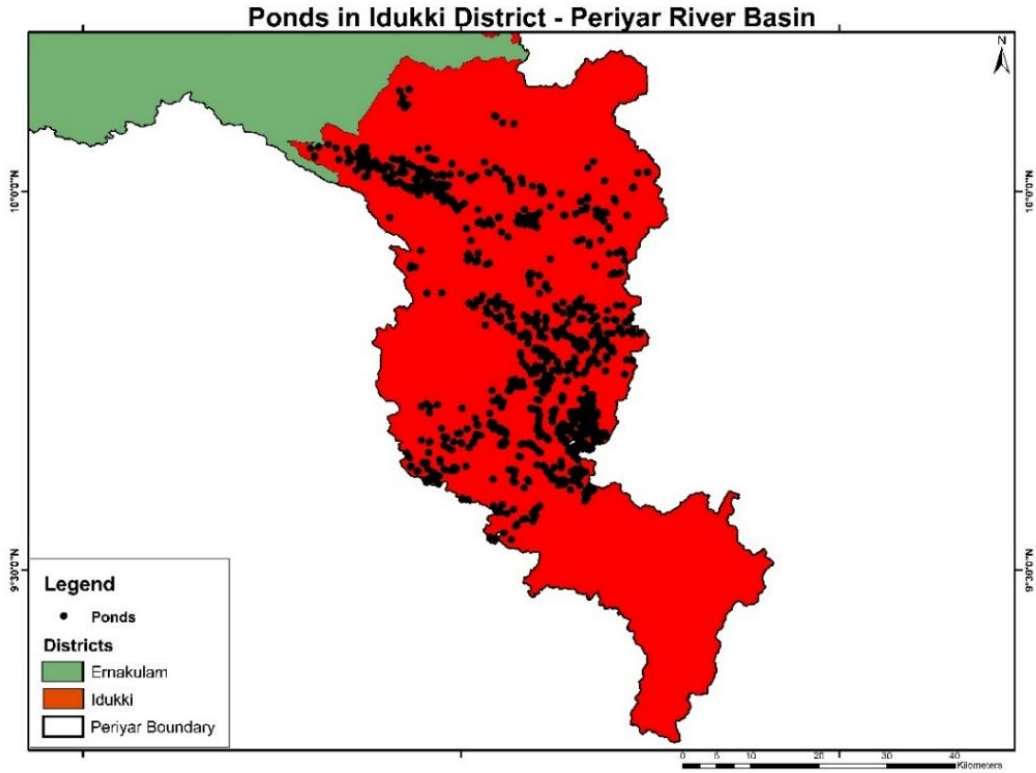 Ponds in Idukki District - Periyar River Basin
N
10°0'0"N
10°0'0"N
9°30'0"N
9°30'0"N
Legend
Ponds
Districts
Ernakulam
Idukki
Periyar Boundary
0 5 10 20 30 40
Kilometers